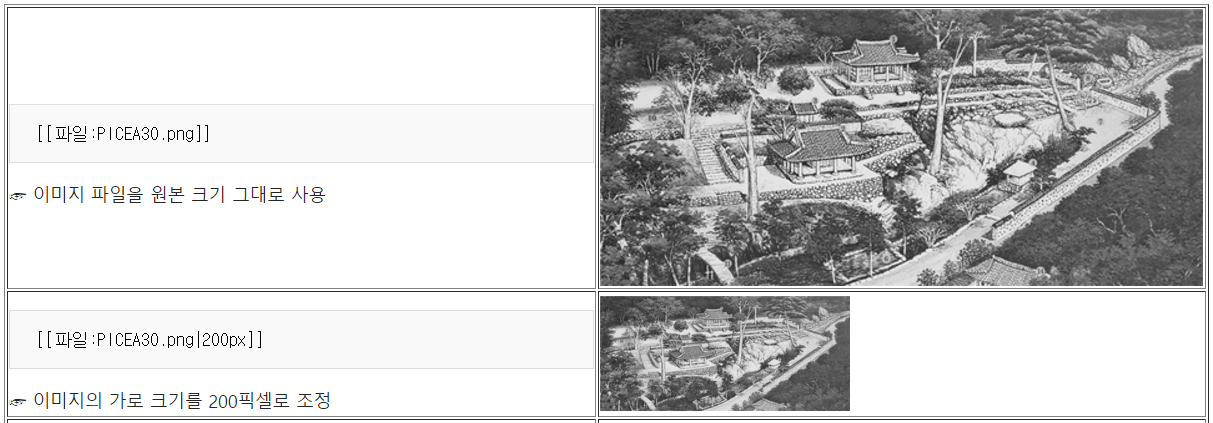 [[파일:PICEA30.png]]
☞ 이미지 파일을 원본 크기 그대로 사용
[[파일:PICEA30.png|200px]]
☞ 이미지의 가로 크기를 200픽셀로 조정